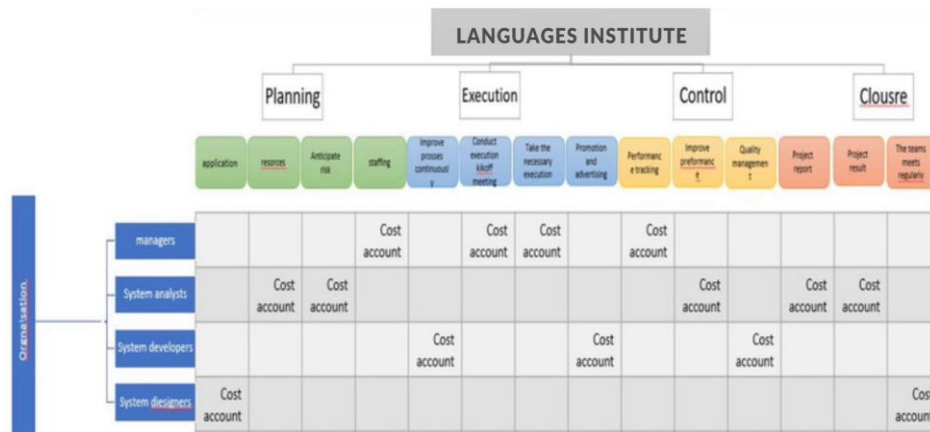 LANGUAGES INSTITUTE
Planning
Execution
Control
Clousre
application
resorces
Anticipate
risk
staffing
Improve
prosses
continuousl
y
Conduct
execution
kikoff
meeting
Take the
necessary
execution
Promotion
and
advertising
Performanc
e tracking
Improve
preformanc
Quality
managemen
t
Project
report
Project
result
The teams
meets
regulariv
Orgnaisation
managers
Cost
account
Cost
account
Cost
account
Cost
account
System analysts
Cost
account
Cost
account
Cost
account
Cost
account
Cost
account
System developers
Cost
account
Cost
account
Cost
account
System diesigners
Cost
account
Cost
account